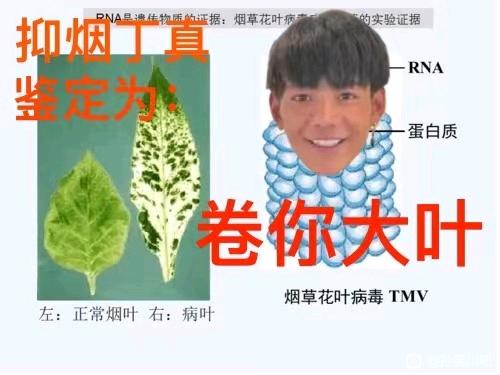 RNA是遗传物质的证据：烟草花叶病毒
的实验证据
抑烟丁真
鉴定为：
RNA
蛋白质
卷你大叶
左：正常烟叶 右：病叶
烟草花叶病毒 TMV